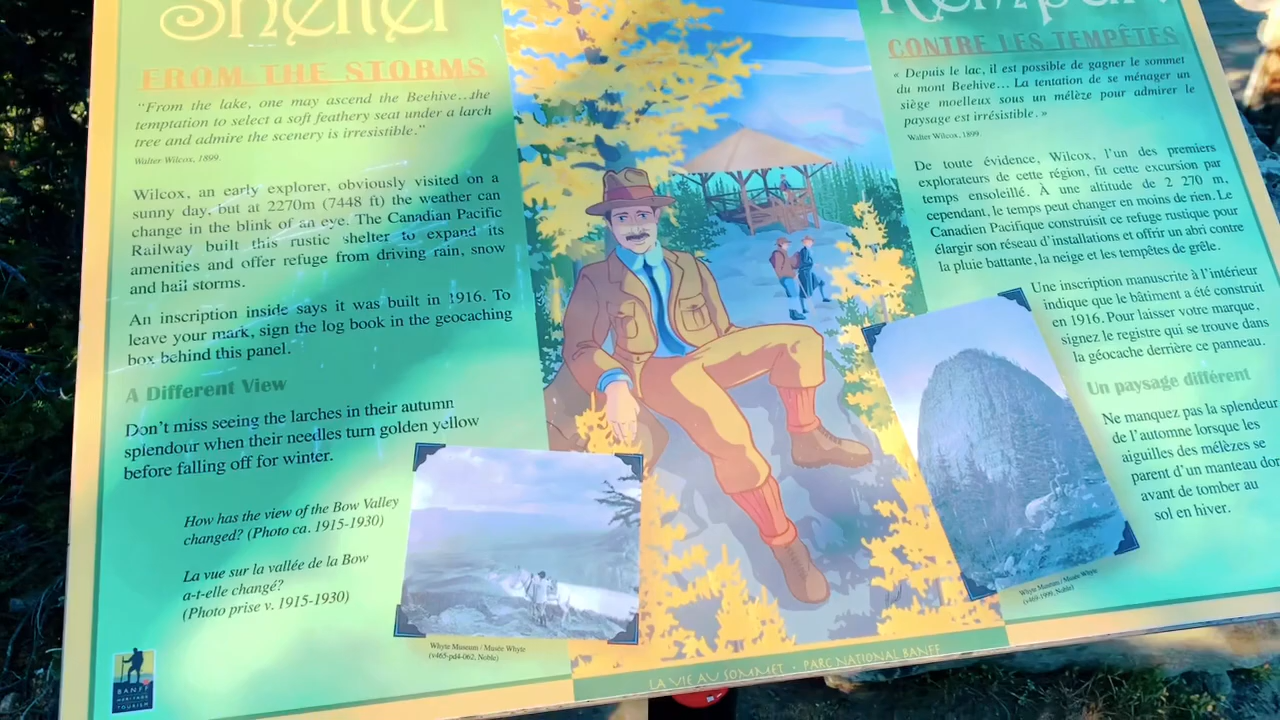 Shelter
FROM THE STORMS
"From the lake, one may ascend the Beehive…the
temptation to select a soft feathery seat under a larch
tree and admire the scenery is irresistible."
Walter Wilcox, 1899.
Wilcox, an early explorer, obviously visited on a
sunny day, but at 2270m (7448 ft) the weather can
change in the blink of an eye. The Canadian Pacific
Railway built this rustic shelter to expand its
amenities and offer refuge from driving rain, snow
and hail storms.
An inscription inside says it was built in 1916. To
leave your mark, sign the log book in the geocaching
box behind this panel.
A Different View
Don't miss seeing the larches in their autumn
splendour when their needles turn golden yellow
before falling off for winter.
How has the view of the Bow Valley
changed? (Photo ca. 1915-1930)
La vue sur la vallée de la Bow
a-t-elle changé?
(Photo prise v. 1915-1930)
Whyte Museum / Musée Whyte
(v465-pd4-062, Noble)
BANFF
HERITAGE
TOURISM
LA VIE AU SOMMET · PARC NATIONAL BANFF
Rempart
CONTRE LES TEMPÊTES
« Depuis le lac, il est possible de gagner le sommet
du mont Beehive… La tentation de se ménager un
siège moelleux sous un mélèze pour admirer le
paysage est irrésistible. »
Walter Wilcox, 1899.
De toute évidence, Wilcox, l'un des premiers
explorateurs de cette région, fit cette excursion par
temps ensoleillé. À une altitude de 2 270 m,
cependant, le temps peut changer en moins de rien. Le
Canadien Pacifique construisit ce refuge rustique pour
élargir son réseau d'installations et offrir un abri contre
la pluie battante, la neige et les tempêtes de grêle.
Une inscription manuscrite à l'intérieur
indique que le bâtiment a été construit
en 1916. Pour laisser votre marque,
signez le registre qui se trouve dans
la géocache derrière ce panneau.
Un paysage différent
Ne manquez pas la splendeur
de l'automne lorsque les
aiguilles des mélèzes se
parent d'un manteau dor
avant de tomber au
sol en hiver.
Whyte Museum / Musée Whyte
(v469-1999, Noble)